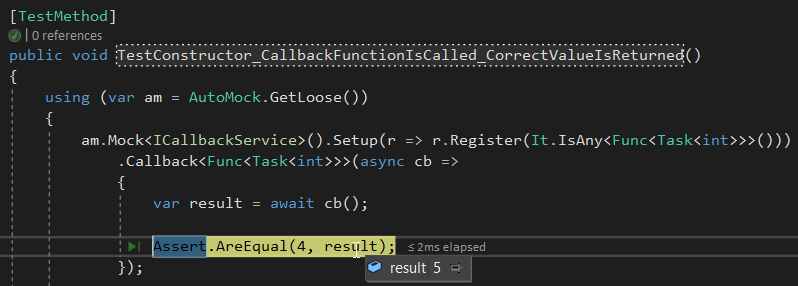 [TestMethod]
| 0 references
public void TestConstructor_CallbackFunctionIsCalled_CorrectValueIsReturned()
{
using (var am = AutoMock.GetLoose())
{
am.Mock<ICallbackService>().Setup(r => r.Register(It.IsAny<Func<Task<int>>>()))
.Callback<Func<Task<int>>>(async cb =>
{
var result = await cb();
Assert.AreEqual(4, result); ≤ 2ms elapsed
result 5
});